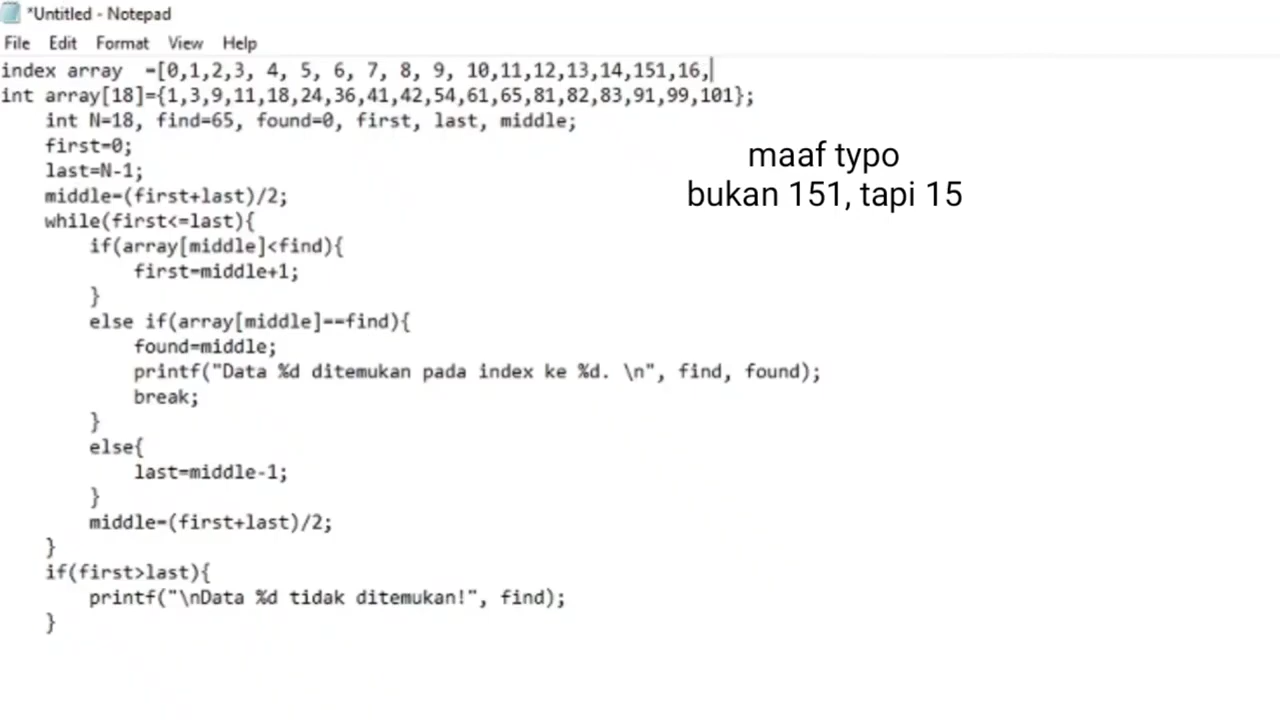 *Untitled - Notepad
File Edit Format View Help
index array  =[0,1,2,3, 4, 5, 6, 7, 8, 9, 10,11,12,13,14,151,16,
int array[18]={1,3,9,11,18,24,36,41,42,54,61,65,81,82,83,91,99,101};
int N=18, find=65, found=0, first, last, middle;
maaf typo
first=0;
bukan 151, tapi 15
last=N-1;
middle=(first+last)/2;
while(first<=last){
if(array[middle]<find){
first=middle+1;
}
else if(array[middle]==find){
found=middle;
printf("Data %d ditemukan pada index ke %d. \n", find, found);
break;
}
else{
last=middle-1;
}
middle=(first+last)/2;
}
if(first>last){
printf("\nData %d tidak ditemukan!", find);
}